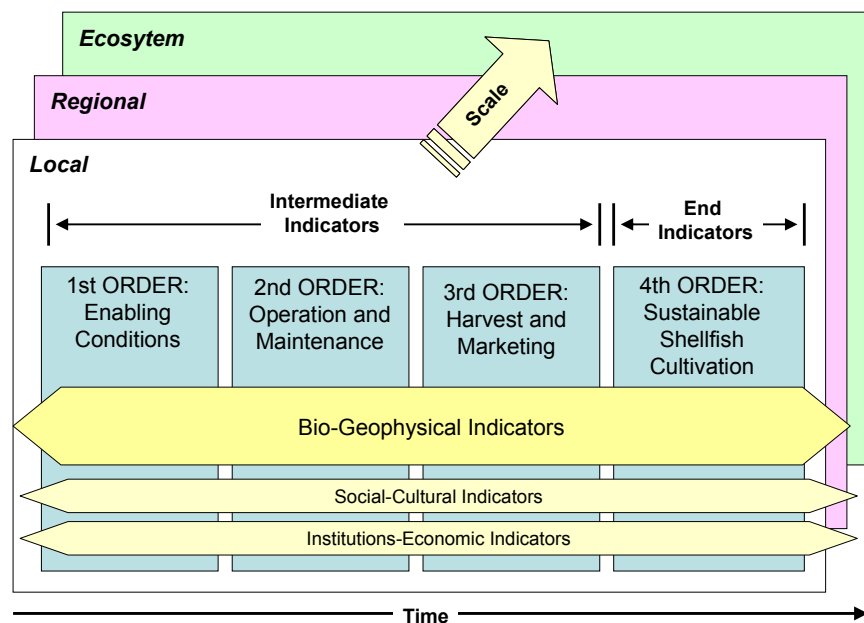 Ecosytem
Regional
Scale
Local
Intermediate
Indicators
End
Indicators
1st ORDER:
Enabling
Conditions
2nd ORDER:
Operation and
Maintenance
3rd ORDER:
Harvest and
Marketing
4th ORDER:
Sustainable
Shellfish
Cultivation
Bio-Geophysical Indicators
Social-Cultural Indicators
Institutions-Economic Indicators
Time